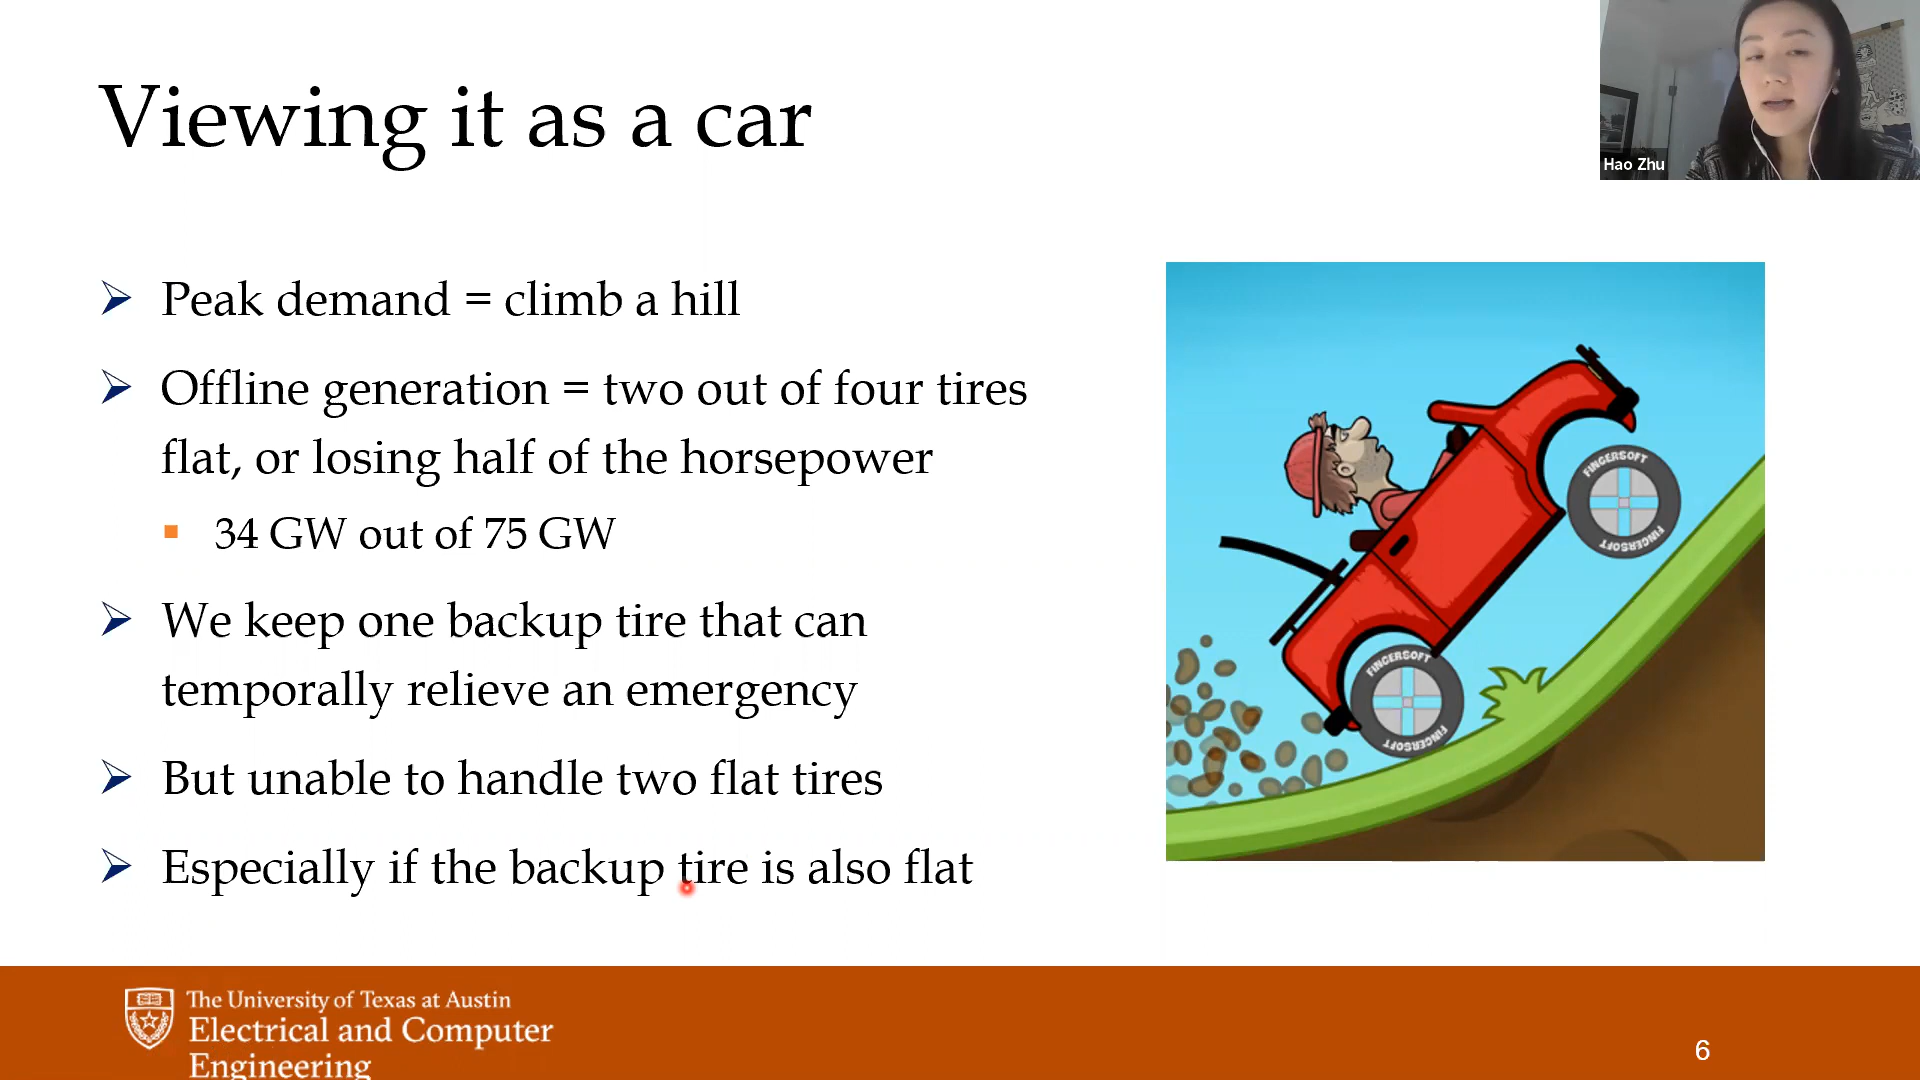 Viewing it as a car
Hao Zhu
Peak demand = climb a hill
Offline generation = two out of four tires
flat, or losing half of the horsepower
34 GW out of 75 GW
We keep one backup tire that can
temporally relieve an emergency
But unable to handle two flat tires
Especially if the backup tire is also flat
FINGERSOFT
FINGERSOFT
FINGERSOFT
FINGERSOFT
The University of Texas at Austin
Electrical and Computer
Engineering
6